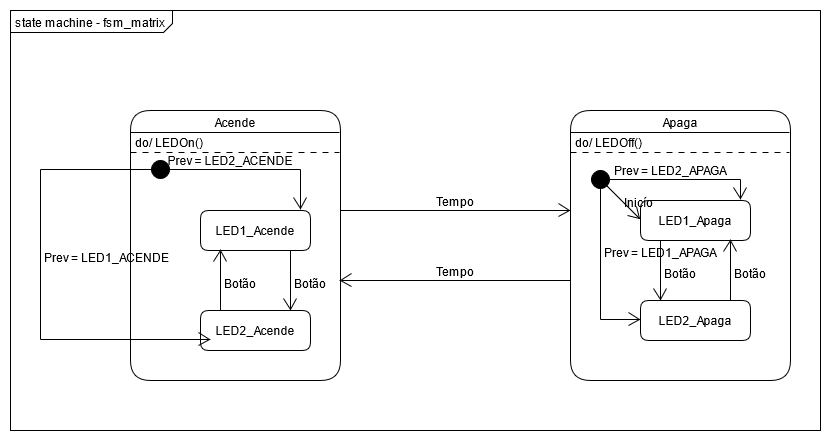 state machine - fsm_matrix
Acende
do/ LEDOn()
Prev = LED2_ACENDE
LED1_Acende
Prev = LED1_ACENDE
Botão
Botão
LED2_Acende
Tempo
Tempo
Apaga
do/ LEDOff()
Prev = LED2_APAGA
Inicío
LED1_Apaga
Prev = LED1_APAGA
Botão
Botão
LED2_Apaga